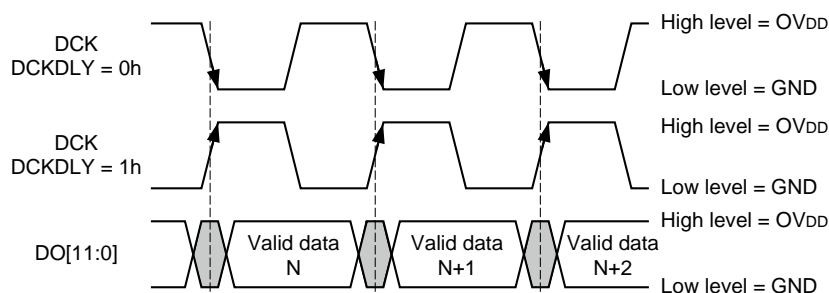 DCK
DCKDLY = 0h
High level = OVDD
Low level = GND
DCK
DCKDLY = 1h
High level = OVDD
Low level = GND
DO[11:0]
Valid data
N
Valid data
N+1
Valid data
N+2
High level = OVDD
Low level = GND